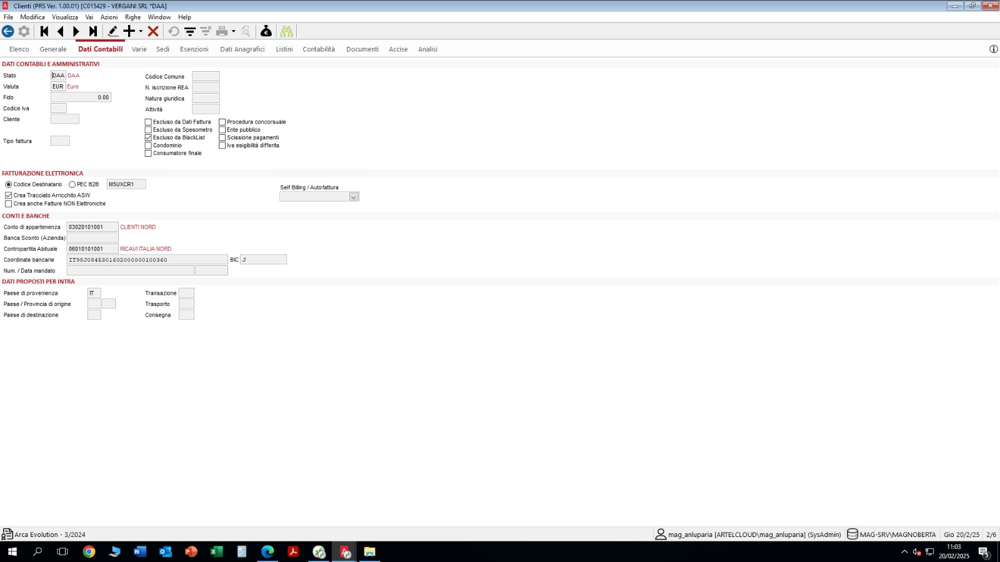 Clienti (PRS Ver. 1.00.01) [C015429 - VERGANI SRL *DAA]
File Modifica Visualizza Vai Azioni Righe Window Help
Elenco Generale Dati Contabili Varie Sedi Esenzioni Dati Anagrafici Listini Contabilità Documenti Accise Analisi
DATI CONTABILI E AMMINISTRATIVI
Stato DAA DAA Codice Comune
Valuta EUR Euro N. iscrizione REA
Fido 0.00 Natura giuridica
Codice Iva Attività
Cliente
Escluso da Dati Fattura Procedura concorsuale
Escluso da Spesometro Ente pubblico
Escluso da BlackList Scissione pagamenti
Tipo fattura Condominio Iva esigibilità differita
Consumatore finale
FATTURAZIONE ELETTRONICA
Codice Destinatario PEC B2B M5UXCR1
Self Billing / Autofattura
Crea Tracciato Arricchito ASW
Crea anche Fatture NON Elettroniche
CONTI E BANCHE
Conto di appartenenza 03020101001 CLIENTI NORD
Banca Sconto (Azienda)
Contropartita Abituale 06010101001 RICAVI ITALIA NORD
Coordinate bancarie IT98J0845301602000000100360 BIC J
Num. / Data mandato
DATI PROPOSTI PER INTRA
Paese di provenienza IT Transazione
Paese / Provincia di origine Trasporto
Paese di destinazione Consegna
Arca Evolution - 3/2024 mag_anluparia [ARTELCLOUD\mag_anluparia] (SysAdmin) MAG-SRV\MAGNOBERTA Gio 20/2/25 2/6
11:03
20/02/2025
5